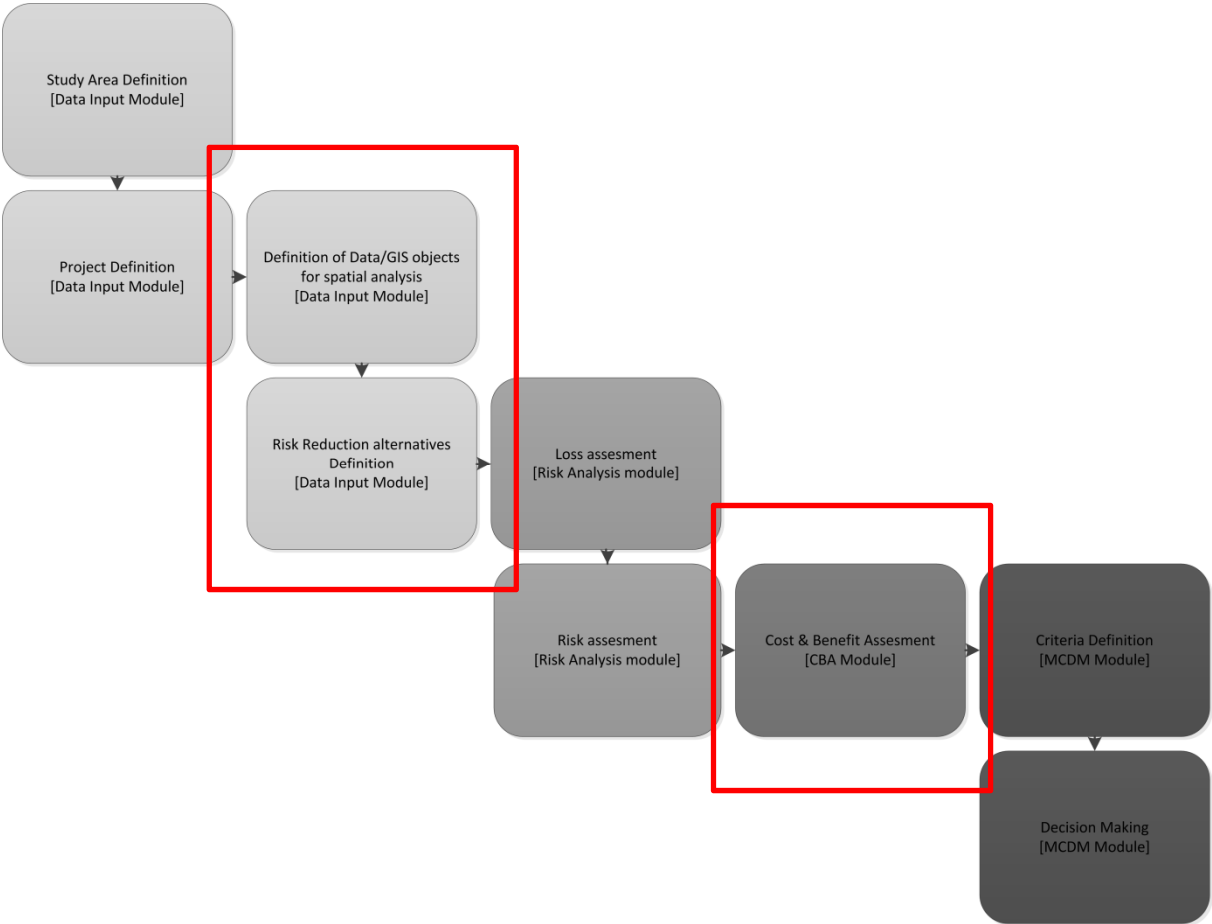 Study Area Definition
[Data Input Module]
Project Definition
[Data Input Module]
Definition of Data/GIS objects
for spatial analysis
[Data Input Module]
Risk Reduction alternatives
Definition
[Data Input Module]
Loss assesment
[Risk Analysis module]
Risk assesment
[Risk Analysis module]
Cost & Benefit Assesment
[CBA Module]
Criteria Definition
[MCDM Module]
Decision Making
[MCDM Module]